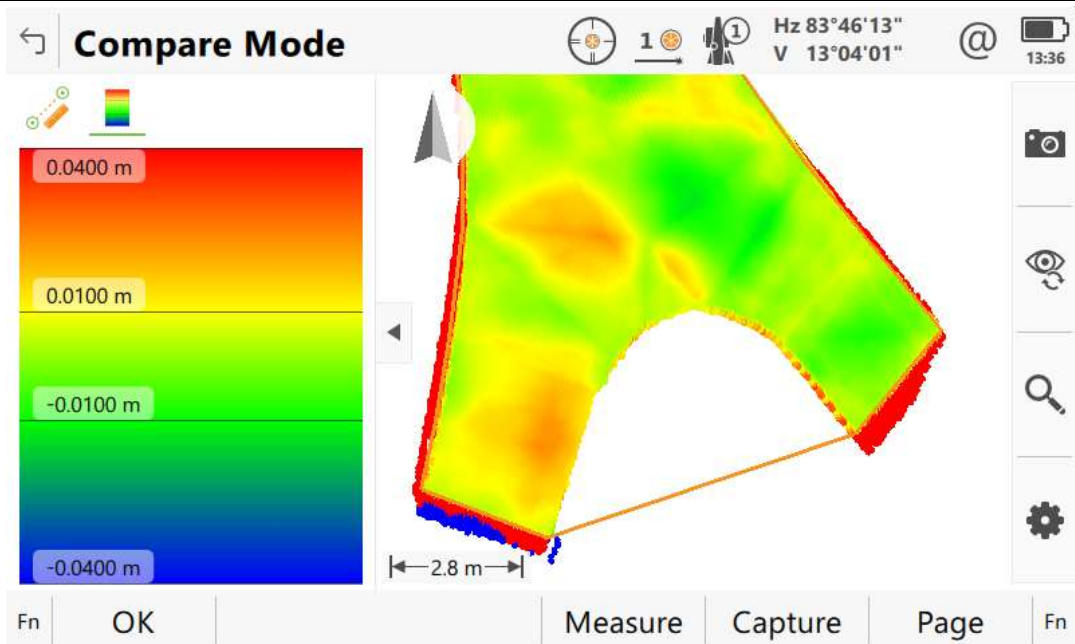 Compare Mode
1
1
Hz 83°46'13"
V 13°04'01"
@
13:36
0.0400 m
0.0100 m
-0.0100 m
-0.0400 m
2.8 m
Fn
OK
Measure
Capture
Page
Fn